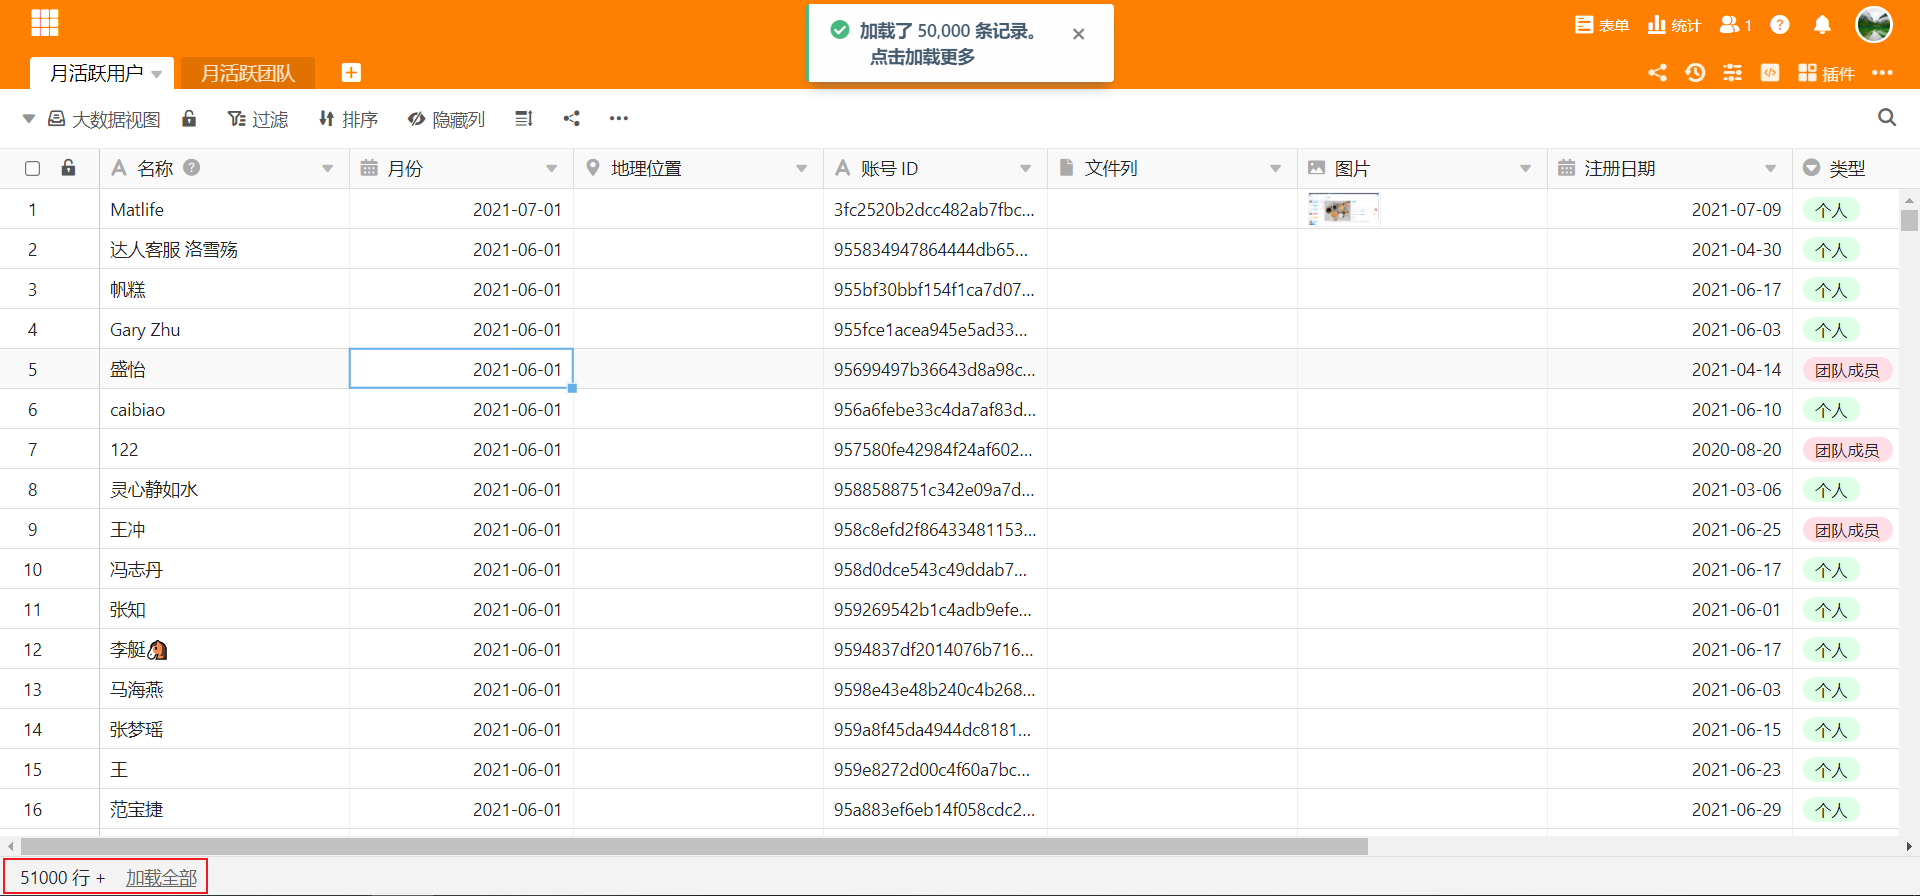 加载了 50,000 条记录。
点击加载更多
表单 统计 1
月活跃用户 月活跃团队
插件
大数据视图 过滤 排序 隐藏列
名称 月份 地理位置 账号 ID 文件列 图片 注册日期 类型
1 Matlife 2021-07-01 3fc2520b2dcc482ab7fbc... 2021-07-09 个人
2 达人客服 洛雪殇 2021-06-01 955834947864444db65... 2021-04-30 个人
3 帆糕 2021-06-01 955bf30bbf154f1ca7d07... 2021-06-17 个人
4 Gary Zhu 2021-06-01 955fce1acea945e5ad33... 2021-06-03 个人
5 盛怡 2021-06-01 95699497b36643d8a98c... 2021-04-14 团队成员
6 caibiao 2021-06-01 956a6febe33c4da7af83d... 2021-06-10 个人
7 122 2021-06-01 957580fe42984f24af602... 2020-08-20 团队成员
8 灵心静如水 2021-06-01 9588588751c342e09a7d... 2021-03-06 个人
9 王冲 2021-06-01 958c8efd2f86433481153... 2021-06-25 团队成员
10 冯志丹 2021-06-01 958d0dce543c49ddab7... 2021-06-17 个人
11 张知 2021-06-01 959269542b1c4adb9efe... 2021-06-01 个人
12 李艇 2021-06-01 9594837df2014076b716... 2021-06-17 个人
13 马海燕 2021-06-01 9598e43e48b240c4b268... 2021-06-03 个人
14 张梦瑶 2021-06-01 959a8f45da4944dc8181... 2021-06-15 个人
15 王 2021-06-01 959e8272d00c4f60a7bc... 2021-06-23 个人
16 范宝捷 2021-06-01 95a883ef6eb14f058cdc2... 2021-06-29 个人
51000 行 + 加载全部